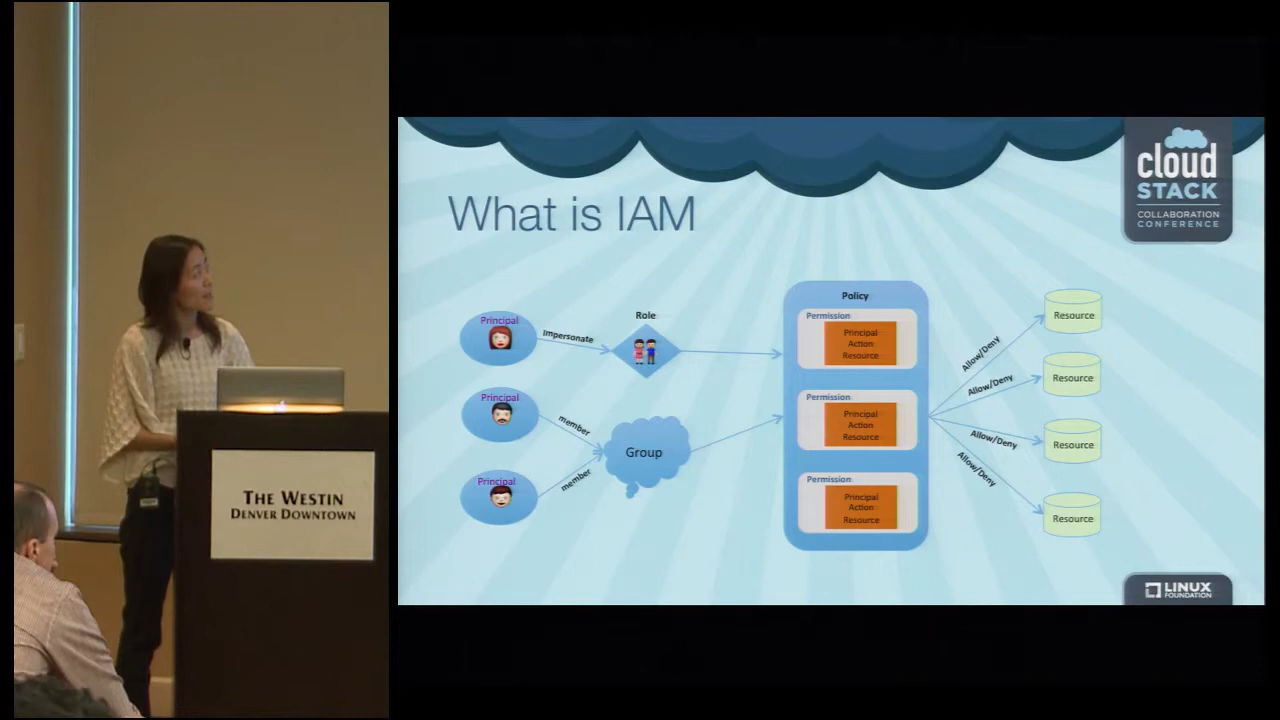 cloud
STACK
COLLABORATION
CONFERENCE
What is IAM
Policy
Principal
Impersonate
Role
Permission
Principal
Action
Resource
Allow/Deny
Resource
Principal
member
Permission
Principal
Action
Resource
Allow/Deny
Resource
Group
Allow/Deny
Resource
Principal
member
Permission
Principal
Action
Resource
Allow/Deny
Resource
LINUX
FOUNDATION
THE WESTIN
DENVER DOWNTOWN